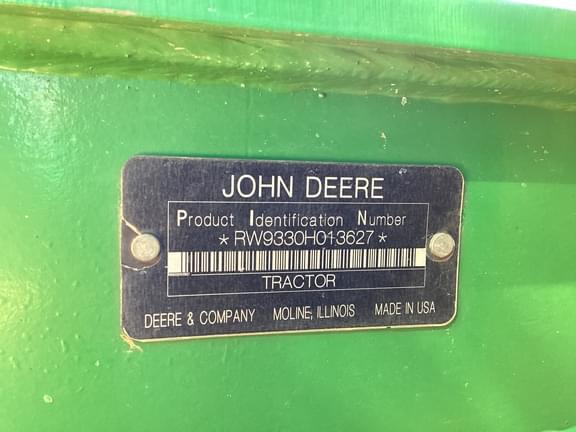 JOHN DEERE
Product Identification Number
* RW9330H013627 *
TRACTOR
DEERE & COMPANY MOLINE, ILLINOIS MADE IN USA